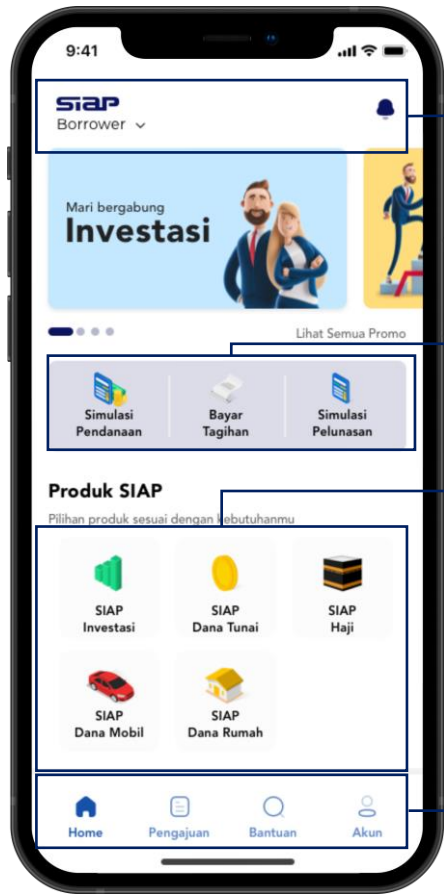 9:41
siap
Borrower
Mari bergabung
Investasi
Lihat Semua Promo
Simulasi
Pendanaan
Bayar
Tagihan
Simulasi
Pelunasan
Produk SIAP
Pilihan produk sesuai dengan kebutuhanmu
SIAP
Investasi
SIAP
Dana Tunai
SIAP
Haji
SIAP
Dana Mobil
SIAP
Dana Rumah
Home
Pengajuan
Bantuan
Akun